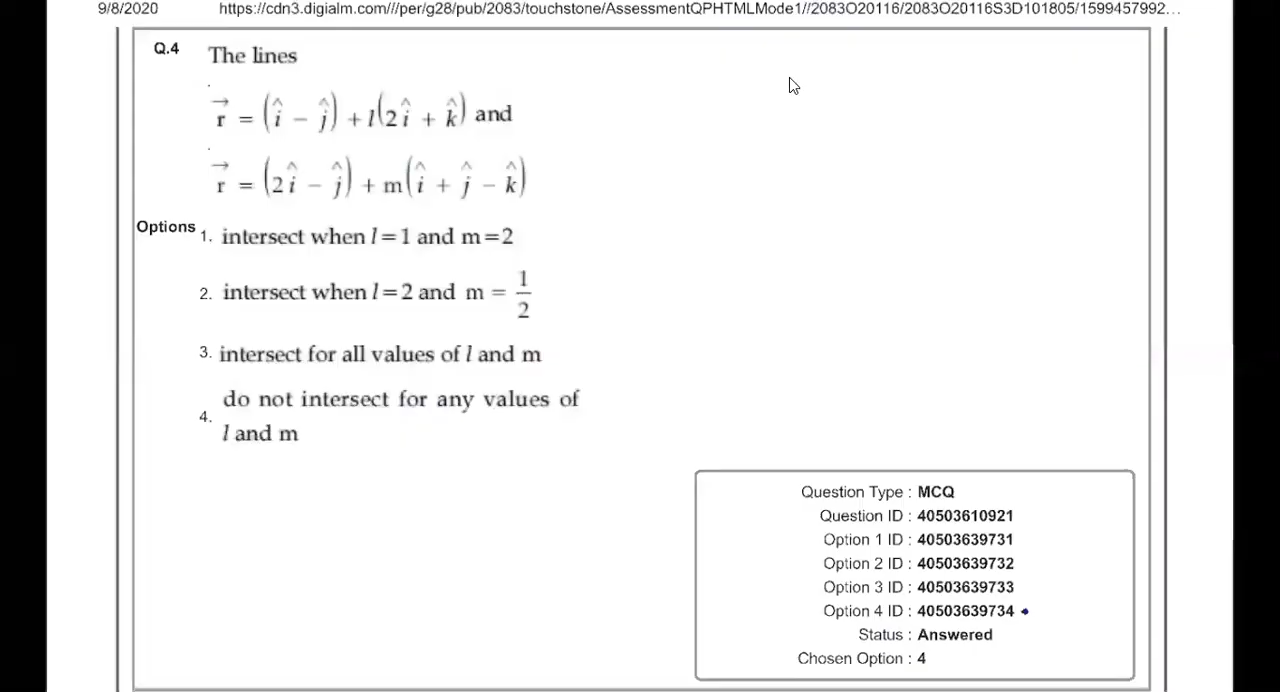 9/8/2020 https://cdn3.digialm.com///per/g28/pub/2083/touchstone/AssessmentQPHTMLMode1//2083O20116/2083O20116S3D101805/1599457992…
Q.4 The lines
r⃗ = (î − ĵ) + l(2î + k̂) and
r⃗ = (2î − ĵ) + m(î + ĵ − k̂)
Options 1. intersect when l=1 and m=2
2. intersect when l=2 and m = 1/2
3. intersect for all values of l and m
do not intersect for any values of
4.
l and m
Question Type : MCQ
Question ID : 40503610921
Option 1 ID : 40503639731
Option 2 ID : 40503639732
Option 3 ID : 40503639733
Option 4 ID : 40503639734
Status : Answered
Chosen Option : 4